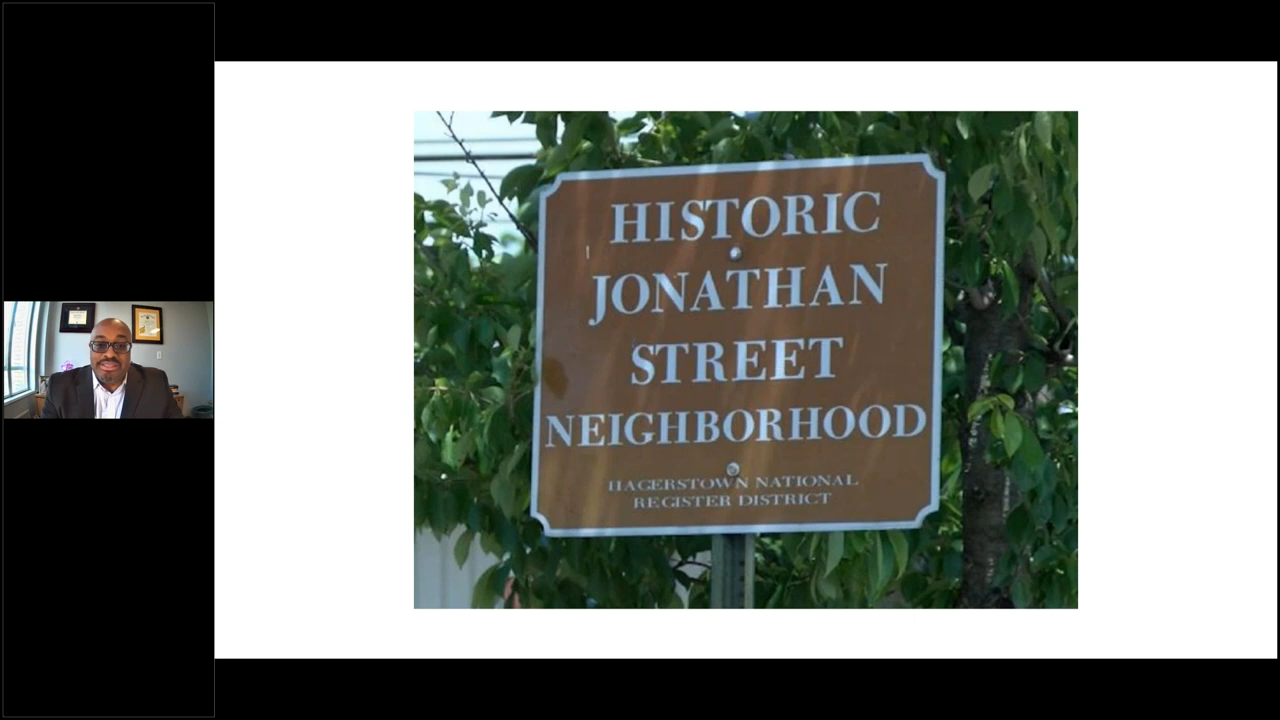 HISTORIC
JONATHAN
STREET
NEIGHBORHOOD
HAGERSTOWN NATIONAL
REGISTER DISTRICT